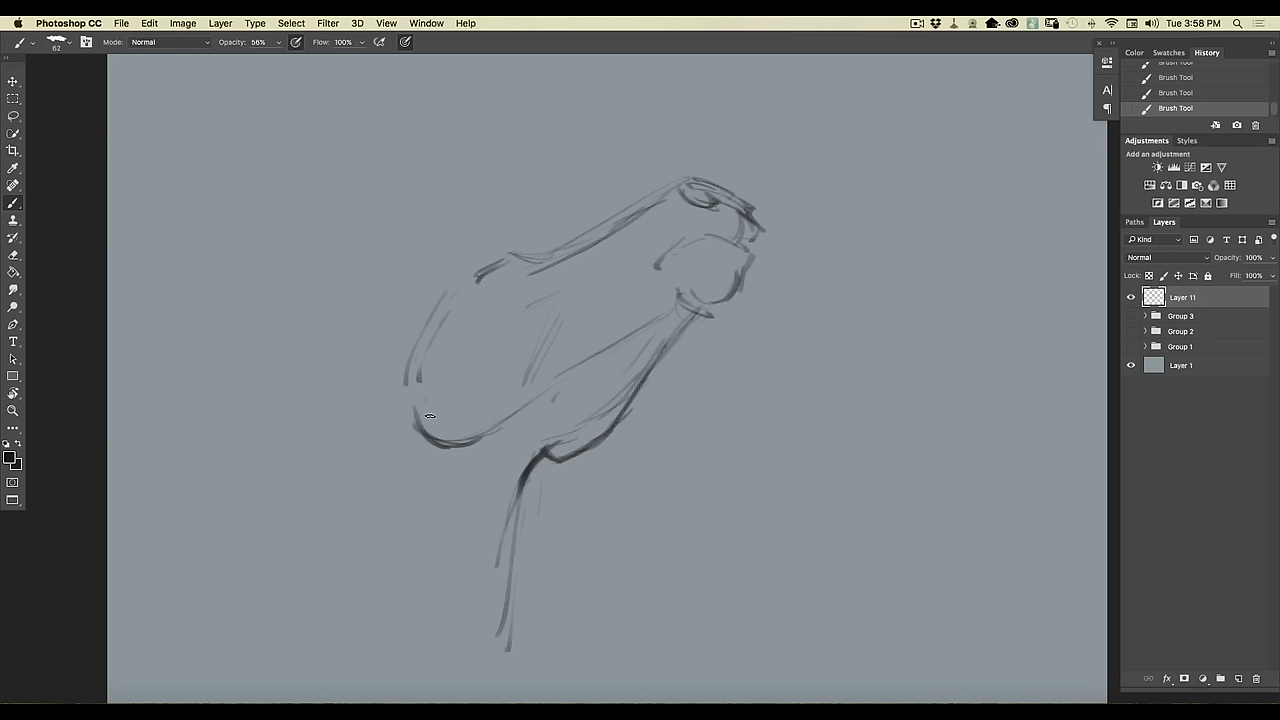 Photoshop CC File Edit Image Layer Type Select Filter 3D View Window Help Tue 3:58 PM
62 Mode: Normal Opacity: 56% Flow: 100%
Color Swatches History
Brush Tool
Brush Tool
Brush Tool
Brush Tool
Adjustments Styles
Add an adjustment
Paths Layers
Kind
Normal Opacity: 100%
Lock: Fill: 100%
Layer 11
Group 3
Group 2
Group 1
Layer 1